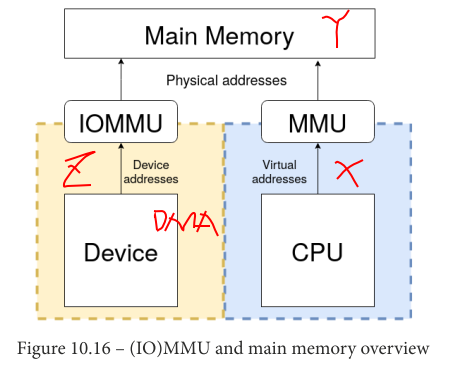 Main Memory Y
Physical addresses
IOMMU MMU
Z Device
addresses
Virtual
addresses X
DMA
Device CPU
Figure 10.16 – (IO)MMU and main memory overview